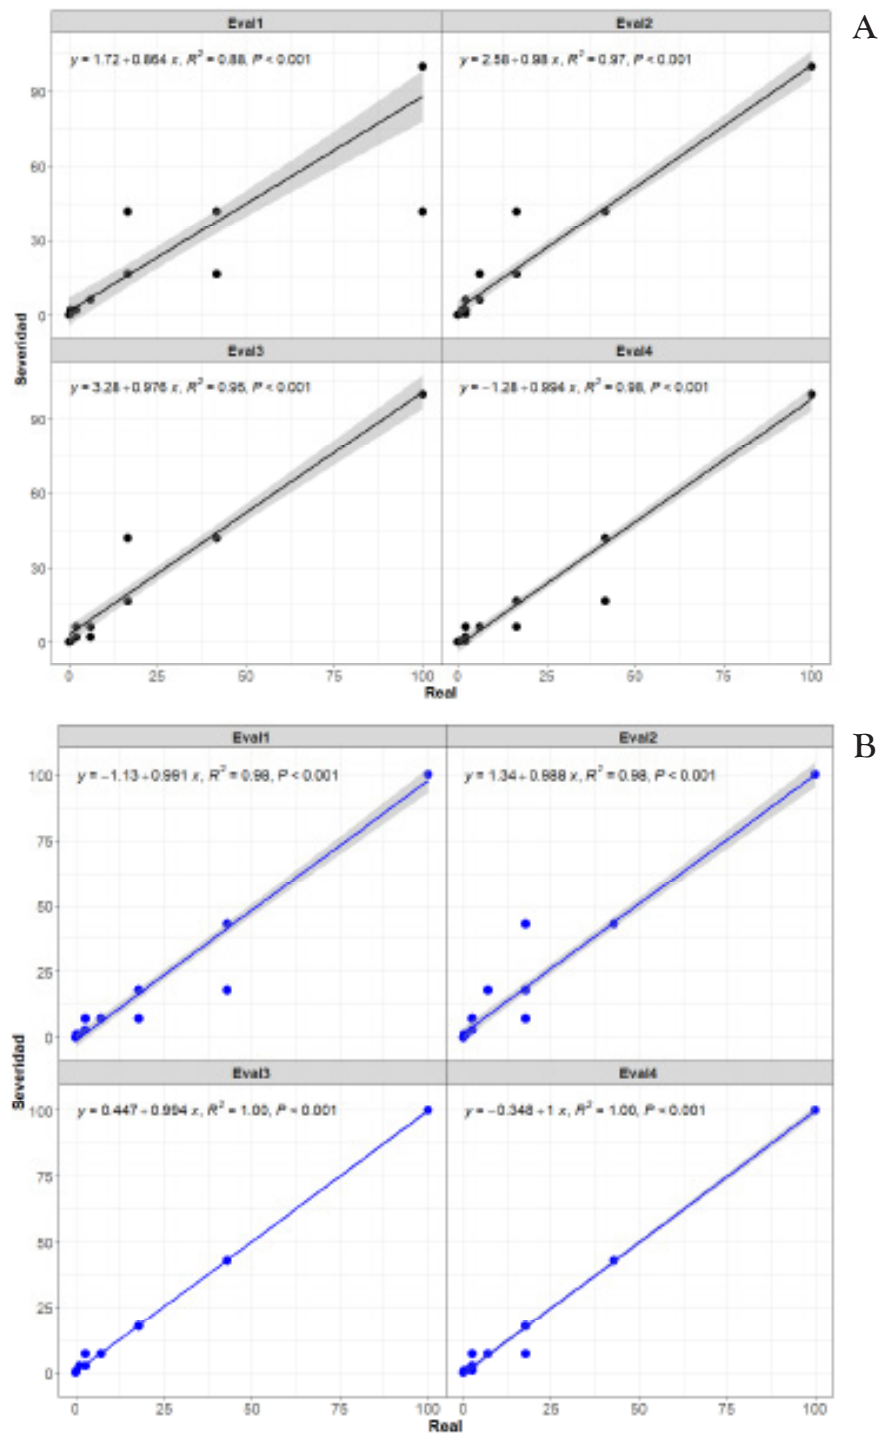 A
Eval1 Eval2
y = 1.72 + 0.864 x, R² = 0.88, P < 0.001 y = 2.58 + 0.98 x, R² = 0.97, P < 0.001
90
60
30
0
Severidad
Eval3 Eval4
y = 3.28 + 0.976 x, R² = 0.95, P < 0.001 y = −1.28 + 0.994 x, R² = 0.98, P < 0.001
90
60
30
0
0 25 50 75 100 0 25 50 75 100
Real
B
Eval1 Eval2
y = −1.13 + 0.991 x, R² = 0.98, P < 0.001 y = 1.34 + 0.988 x, R² = 0.98, P < 0.001
100
75
50
25
0
Severidad
Eval3 Eval4
y = 0.447 + 0.994 x, R² = 1.00, P < 0.001 y = −0.348 + 1 x, R² = 1.00, P < 0.001
100
75
50
25
0
0 25 50 75 100 0 25 50 75 100
Real